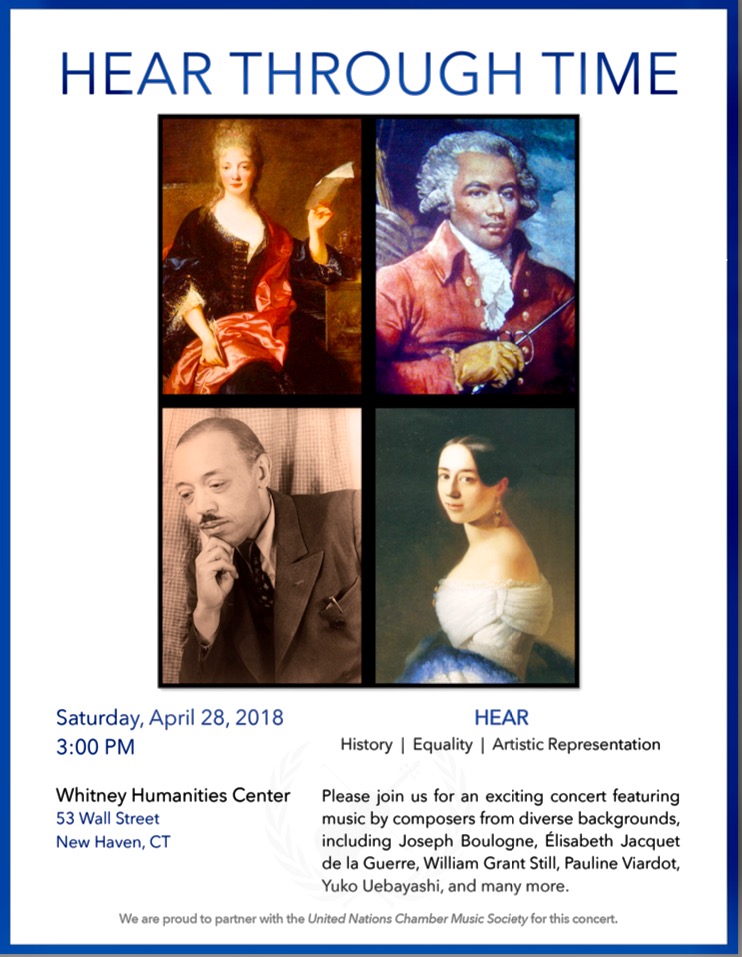 HEAR THROUGH TIME
Saturday, April 28, 2018
3:00 PM
Whitney Humanities Center
53 Wall Street
New Haven, CT
HEAR
History | Equality | Artistic Representation
Please join us for an exciting concert featuring
music by composers from diverse backgrounds,
including Joseph Boulogne, Élisabeth Jacquet
de la Guerre, William Grant Still, Pauline Viardot,
Yuko Uebayashi, and many more.
We are proud to partner with the United Nations Chamber Music Society for this concert.